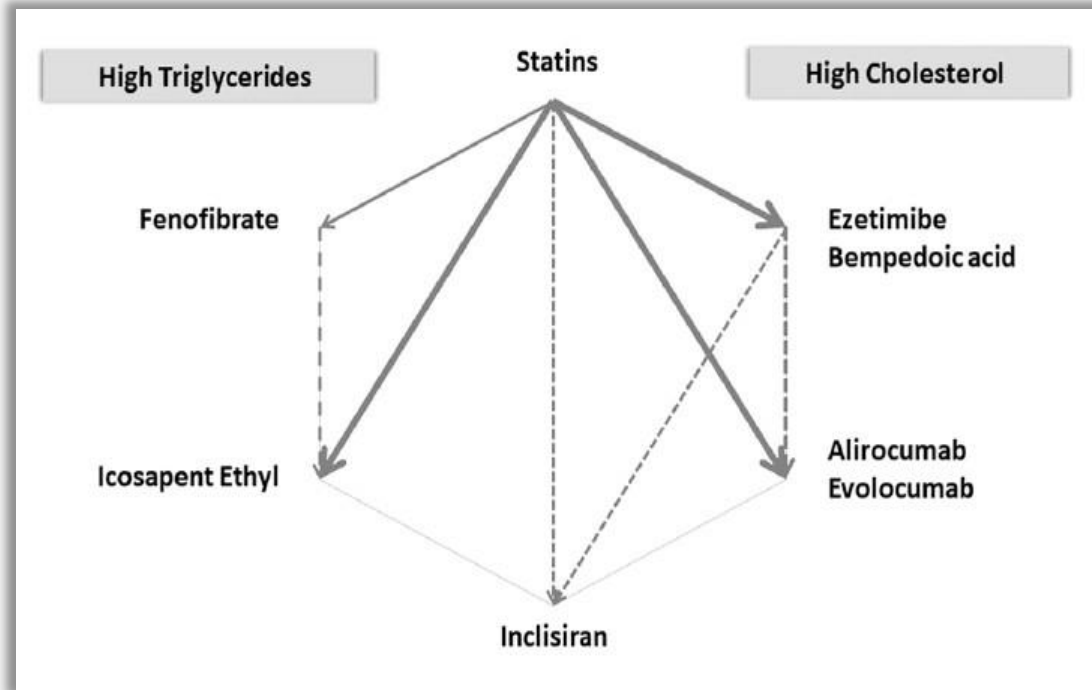 Statins
High Triglycerides
High Cholesterol
Fenofibrate
Ezetimibe
Bempedoic acid
Icosapent Ethyl
Alirocumab
Evolocumab
Inclisiran